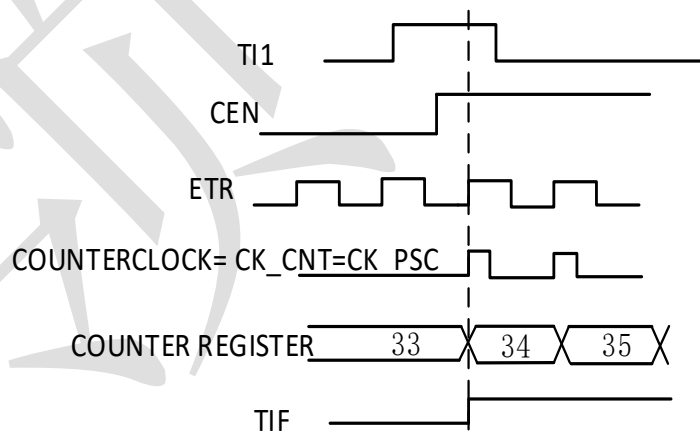 TI1
CEN
ETR
COUNTERCLOCK= CK_CNT=CK_PSC
COUNTER REGISTER 33 34 35
TIF